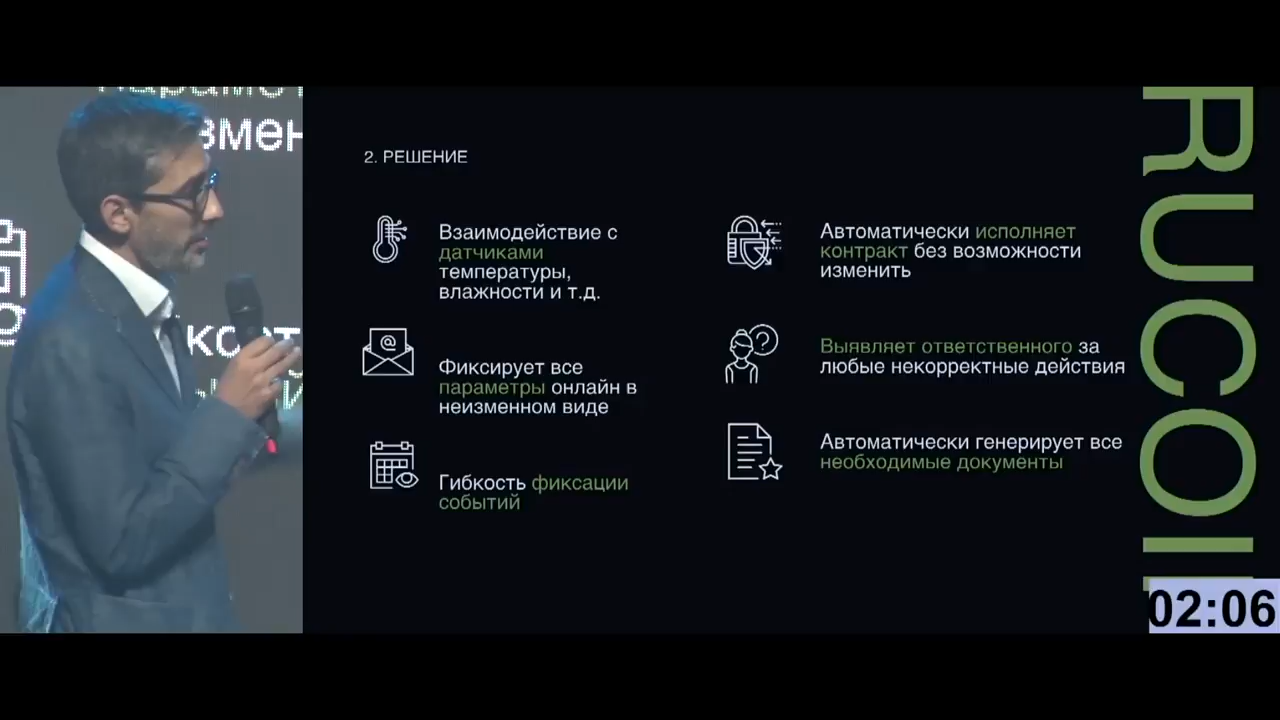 2. РЕШЕНИЕ
Взаимодействие с
датчиками
температуры,
влажности и т.д.
Фиксирует все
параметры онлайн в
неизменном виде
Гибкость фиксации
событий
Автоматически исполняет
контракт без возможности
изменить
Выявляет ответственного за
любые некорректные действия
Автоматически генерирует все
необходимые документы
RUCOI
02:06